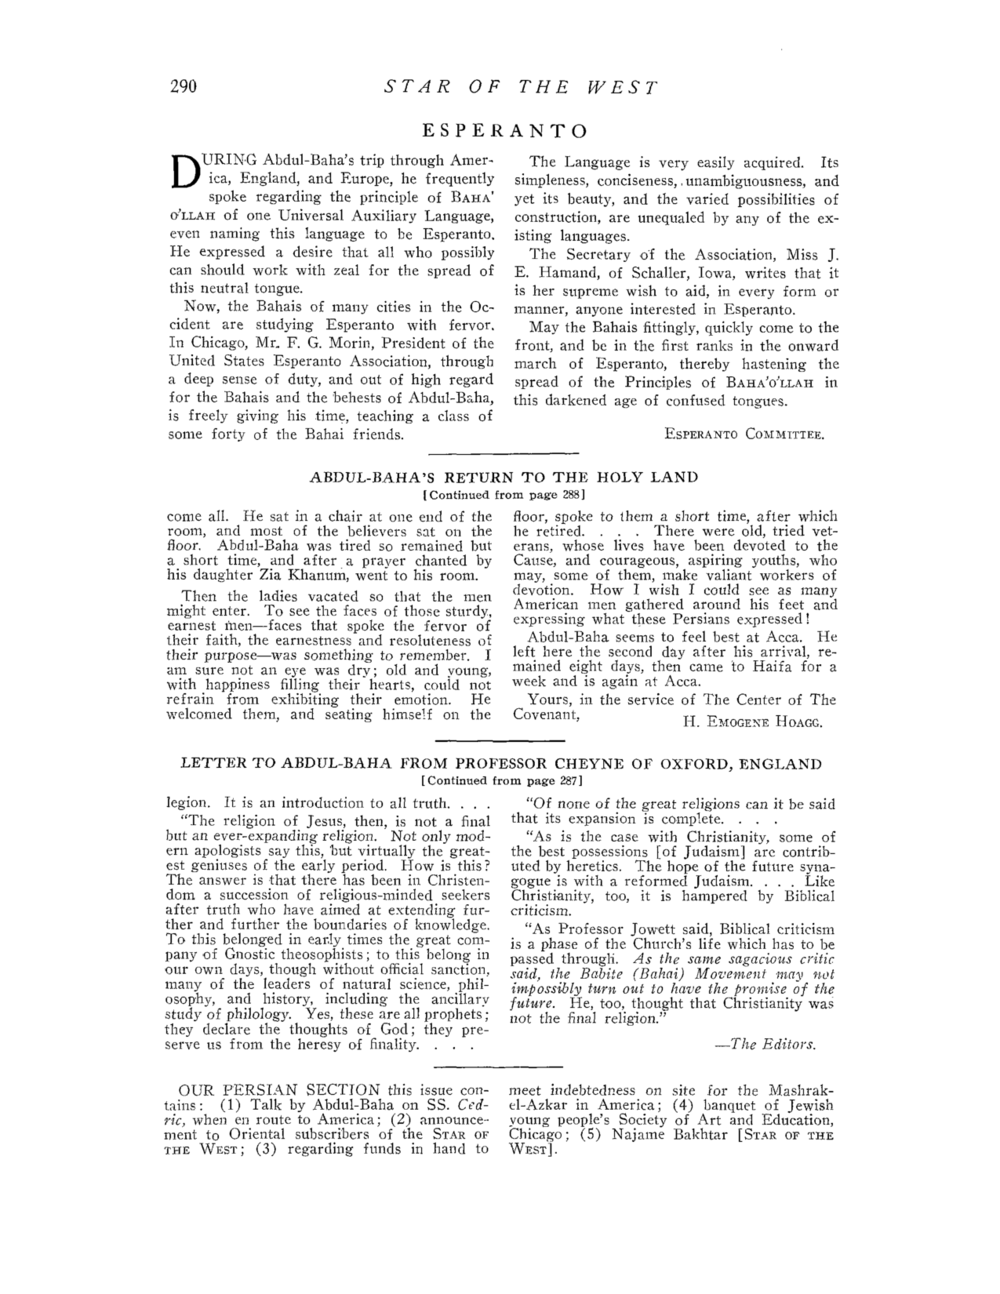 290
STAR OF THE WEST
ESPERANTO
DURING Abdul-Baha's trip through Amer-
ica, England, and Europe, he frequently
spoke regarding the principle of BAHA'
O'LLAH of one Universal Auxiliary Language,
even naming this language to be Esperanto.
He expressed a desire that all who possibly
can should work with zeal for the spread of
this neutral tongue.
Now, the Bahais of many cities in the Oc-
cident are studying Esperanto with fervor.
In Chicago, Mr. F. G. Morin, President of the
United States Esperanto Association, through
a deep sense of duty, and out of high regard
for the Bahais and the behests of Abdul-Baha,
is freely giving his time, teaching a class of
some forty of the Bahai friends.
The Language is very easily acquired. Its
simpleness, conciseness, unambiguousness, and
yet its beauty, and the varied possibilities of
construction, are unequaled by any of the ex-
isting languages.
The Secretary of the Association, Miss J.
E. Hamand, of Schaller, Iowa, writes that it
is her supreme wish to aid, in every form or
manner, anyone interested in Esperanto.
May the Bahais fittingly, quickly come to the
front, and be in the first ranks in the onward
march of Esperanto, thereby hastening the
spread of the Principles of BAHA'O'LLAH in
this darkened age of confused tongues.
ESPERANTO COMMITTEE.
ABDUL-BAHA'S RETURN TO THE HOLY LAND
[Continued from page 288]
come all. He sat in a chair at one end of the
room, and most of the believers sat on the
floor. Abdul-Baha was tired so remained but
a short time, and after a prayer chanted by
his daughter Zia Khanum, went to his room.
Then the ladies vacated so that the men
might enter. To see the faces of those sturdy,
earnest men—faces that spoke the fervor of
their faith, the earnestness and resoluteness of
their purpose—was something to remember. I
am sure not an eye was dry; old and young,
with happiness filling their hearts, could not
refrain from exhibiting their emotion. He
welcomed them, and seating himself on the
floor, spoke to them a short time, after which
he retired. . . . There were old, tried vet-
erans, whose lives have been devoted to the
Cause, and courageous, aspiring youths, who
may, some of them, make valiant workers of
devotion. How I wish I could see as many
American men gathered around his feet and
expressing what these Persians expressed!
Abdul-Baha seems to feel best at Acca. He
left here the second day after his arrival, re-
mained eight days, then came to Haifa for a
week and is again at Acca.
Yours, in the service of The Center of The
Covenant,
H. EMOGENE HOAGG.
LETTER TO ABDUL-BAHA FROM PROFESSOR CHEYNE OF OXFORD, ENGLAND
[Continued from page 287]
legion. It is an introduction to all truth. . . .
"The religion of Jesus, then, is not a final
but an ever-expanding religion. Not only mod-
ern apologists say this, but virtually the great-
est geniuses of the early period. How is this?
The answer is that there has been in Christen-
dom a succession of religious-minded seekers
after truth who have aimed at extending fur-
ther and further the boundaries of knowledge.
To this belonged in early times the great com-
pany of Gnostic theosophists; to this belong in
our own days, though without official sanction,
many of the leaders of natural science, phil-
osophy, and history, including the ancillary
study of philology. Yes, these are all prophets;
they declare the thoughts of God; they pre-
serve us from the heresy of finality. . . .
"Of none of the great religions can it be said
that its expansion is complete. . . .
"As is the case with Christianity, some of
the best possessions [of Judaism] are contrib-
uted by heretics. The hope of the future syna-
gogue is with a reformed Judaism. . . . Like
Christianity, too, it is hampered by Biblical
criticism.
"As Professor Jowett said, Biblical criticism
is a phase of the Church's life which has to be
passed through. As the same sagacious critic
said, the Babite (Bahai) Movement may not
impossibly turn out to have the promise of the
future. He, too, thought that Christianity was
not the final religion."
—The Editors.
OUR PERSIAN SECTION this issue con-
tains: (1) Talk by Abdul-Baha on SS. Ced-
ric, when en route to America; (2) announce-
ment to Oriental subscribers of the STAR OF
THE WEST; (3) regarding funds in hand to
meet indebtedness on site for the Mashrak-
el-Azkar in America; (4) banquet of Jewish
young people's Society of Art and Education,
Chicago; (5) Najame Bakhtar [STAR OF THE
WEST].